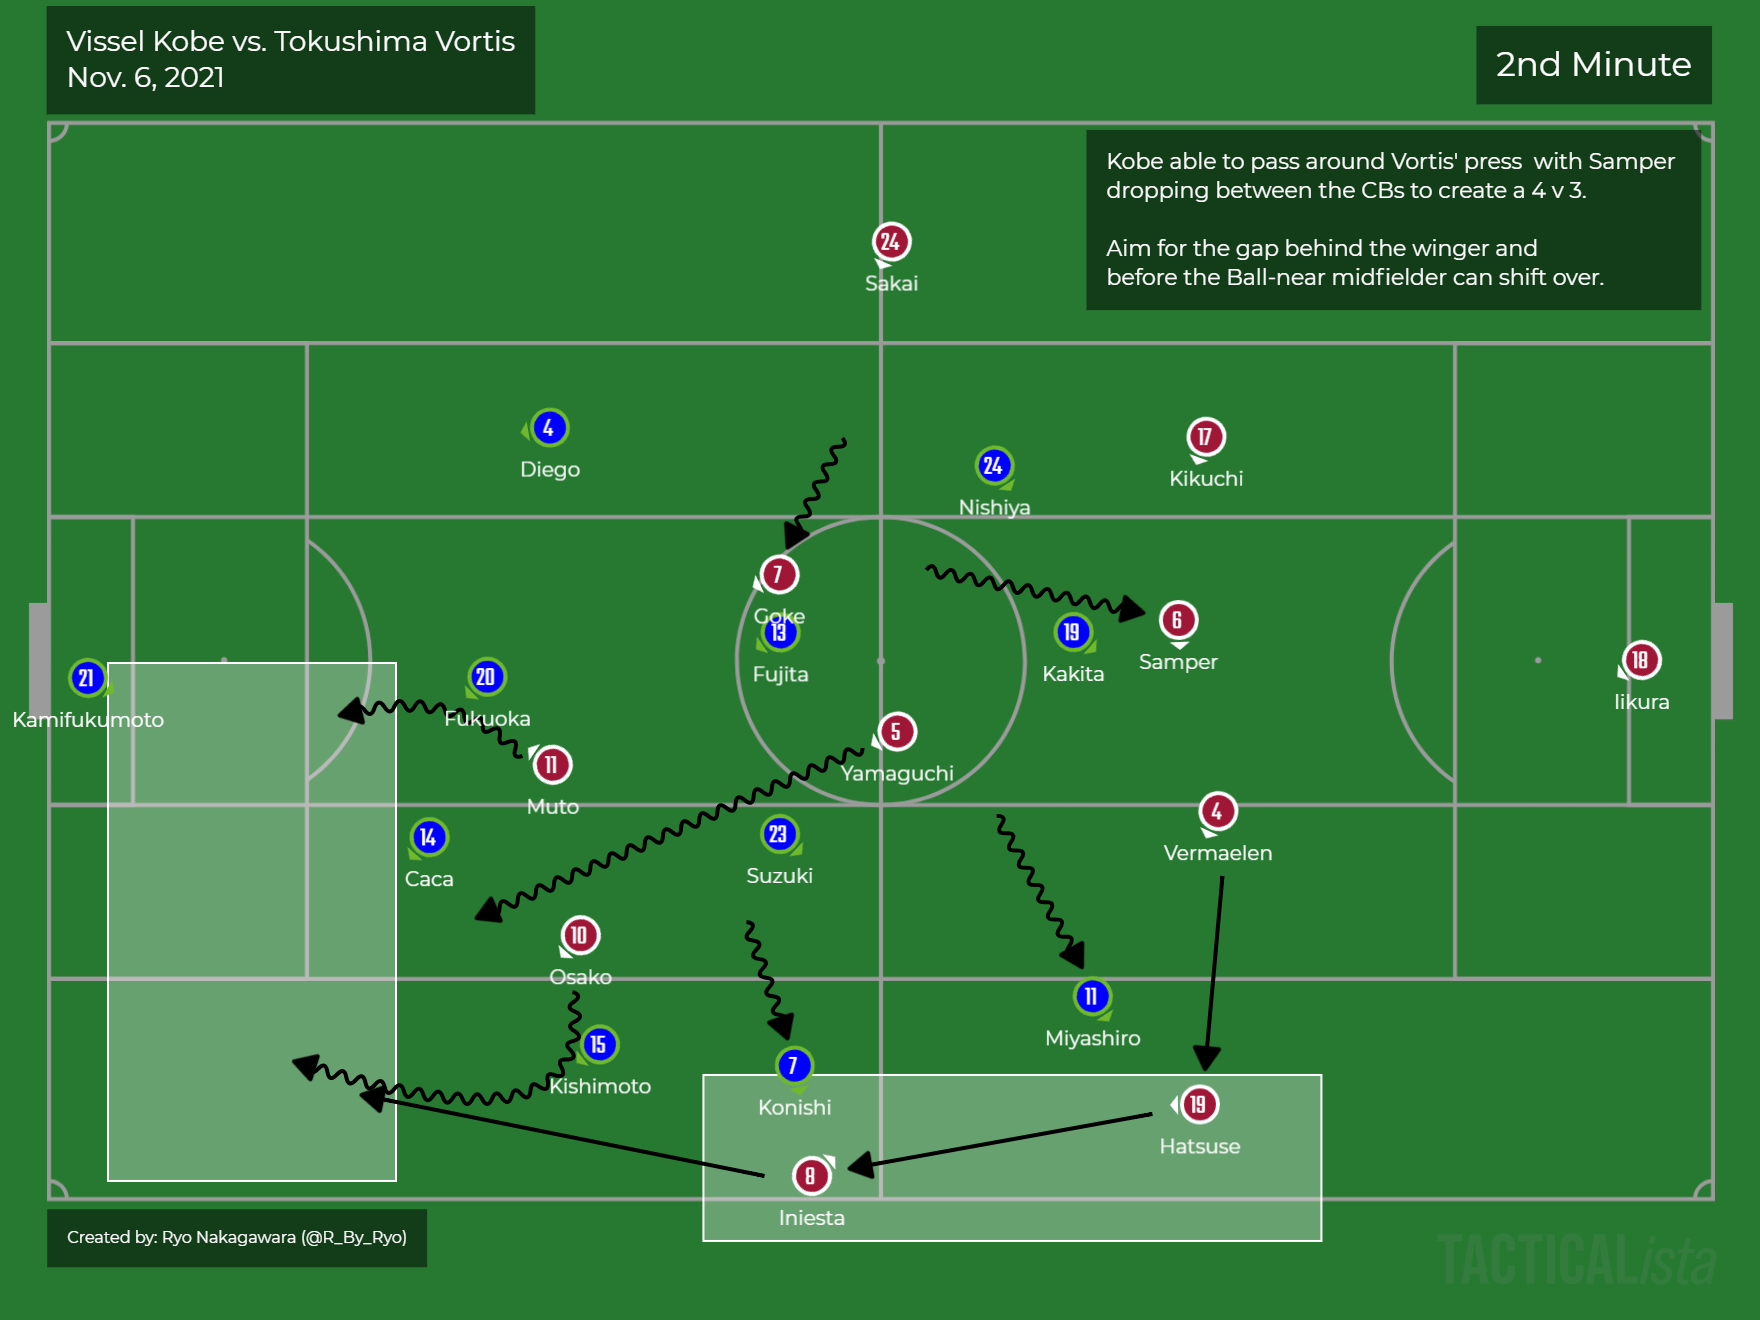 Vissel Kobe vs. Tokushima Vortis
Nov. 6, 2021
2nd Minute
Kobe able to pass around Vortis' press  with Samper
dropping between the CBs to create a 4 v 3.
Aim for the gap behind the winger and
before the Ball-near midfielder can shift over.
24
Sakai
4
Diego
17
Kikuchi
24
Nishiya
7
Goke
13
Fujita
19
Kakita
6
Samper
18
Iikura
21
Kamifukumoto
20
Fukuoka
5
Yamaguchi
11
Muto
4
Vermaelen
14
Caca
23
Suzuki
10
Osako
11
Miyashiro
15
Kishimoto
7
Konishi
19
Hatsuse
8
Iniesta
Created by: Ryo Nakagawara (@R_By_Ryo)
TACTICALista